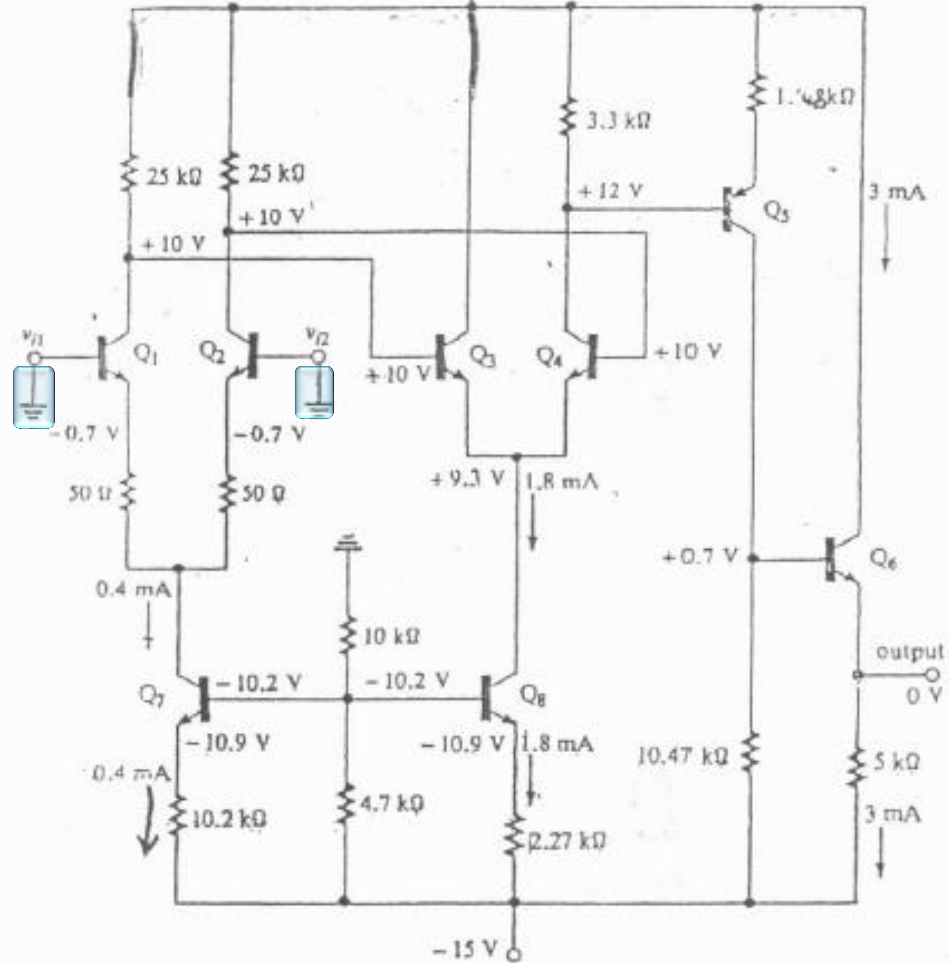 3.3 kΩ
25 kΩ
25 kΩ
+12 V
Q5
3 mA
+10 V
+10 V
vi1
Q1
Q2
vi2
Q3
Q4
+10 V
+10 V
-0.7 V
-0.7 V
+9.3 V
1.8 mA
50 Ω
50 Ω
+0.7 V
Q6
0.4 mA
10 kΩ
output
0 V
Q7
-10.2 V
-10.2 V
Q8
-10.9 V
-10.9 V
1.8 mA
10.47 kΩ
5 kΩ
0.4 mA
10.2 kΩ
4.7 kΩ
2.27 kΩ
3 mA
-15 V